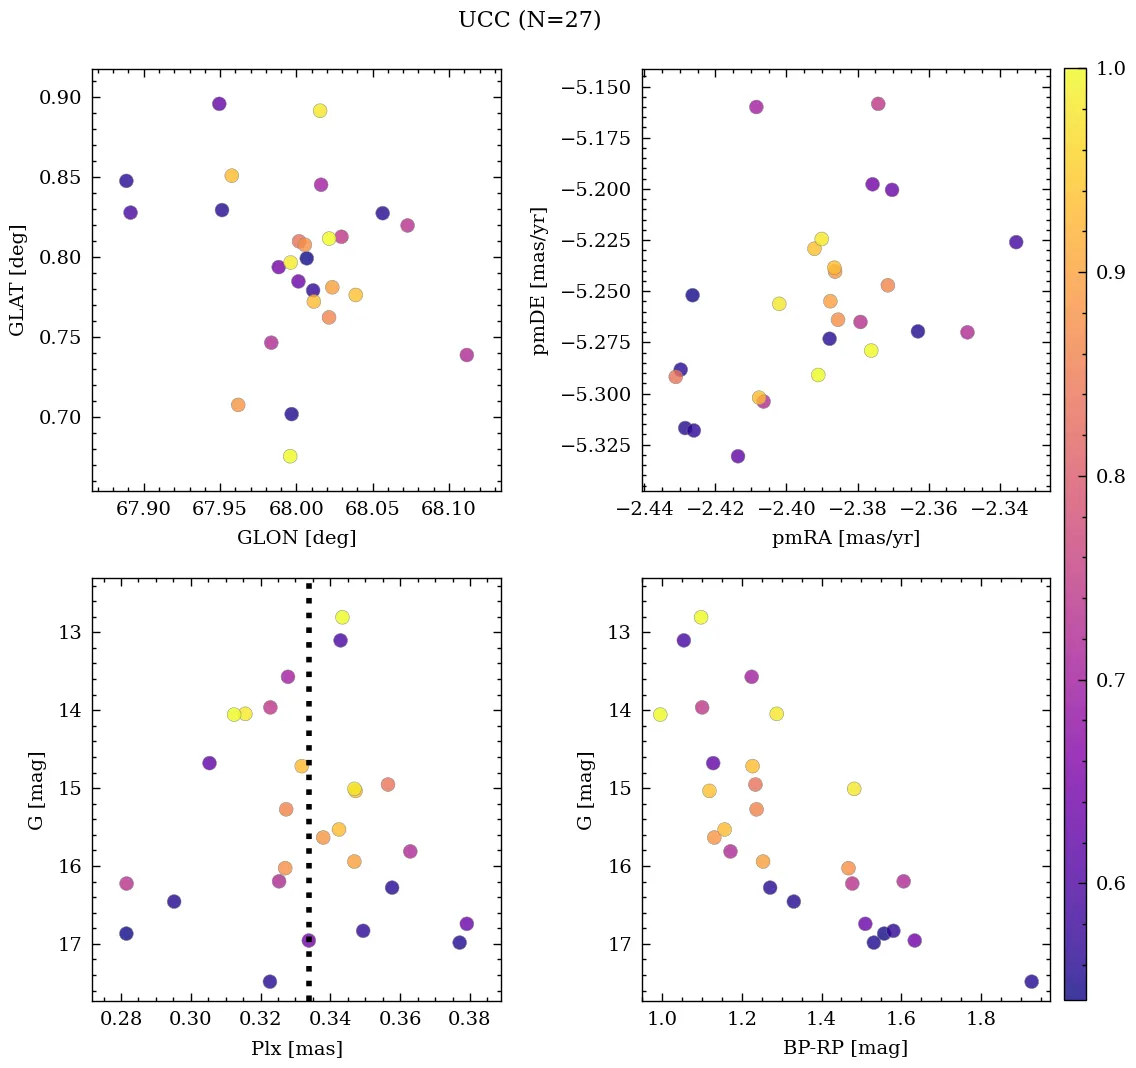 UCC (N=27)
0.90
0.85
0.80
0.75
0.70
GLAT [deg]
67.90 67.95 68.00 68.05 68.10
GLON [deg]
−5.150
−5.175
−5.200
−5.225
−5.250
−5.275
−5.300
−5.325
pmDE [mas/yr]
−2.44 −2.42 −2.40 −2.38 −2.36 −2.34
pmRA [mas/yr]
1.0
0.9
0.8
0.7
0.6
13
14
15
16
17
G [mag]
0.28 0.30 0.32 0.34 0.36 0.38
Plx [mas]
13
14
15
16
17
G [mag]
1.0 1.2 1.4 1.6 1.8
BP-RP [mag]